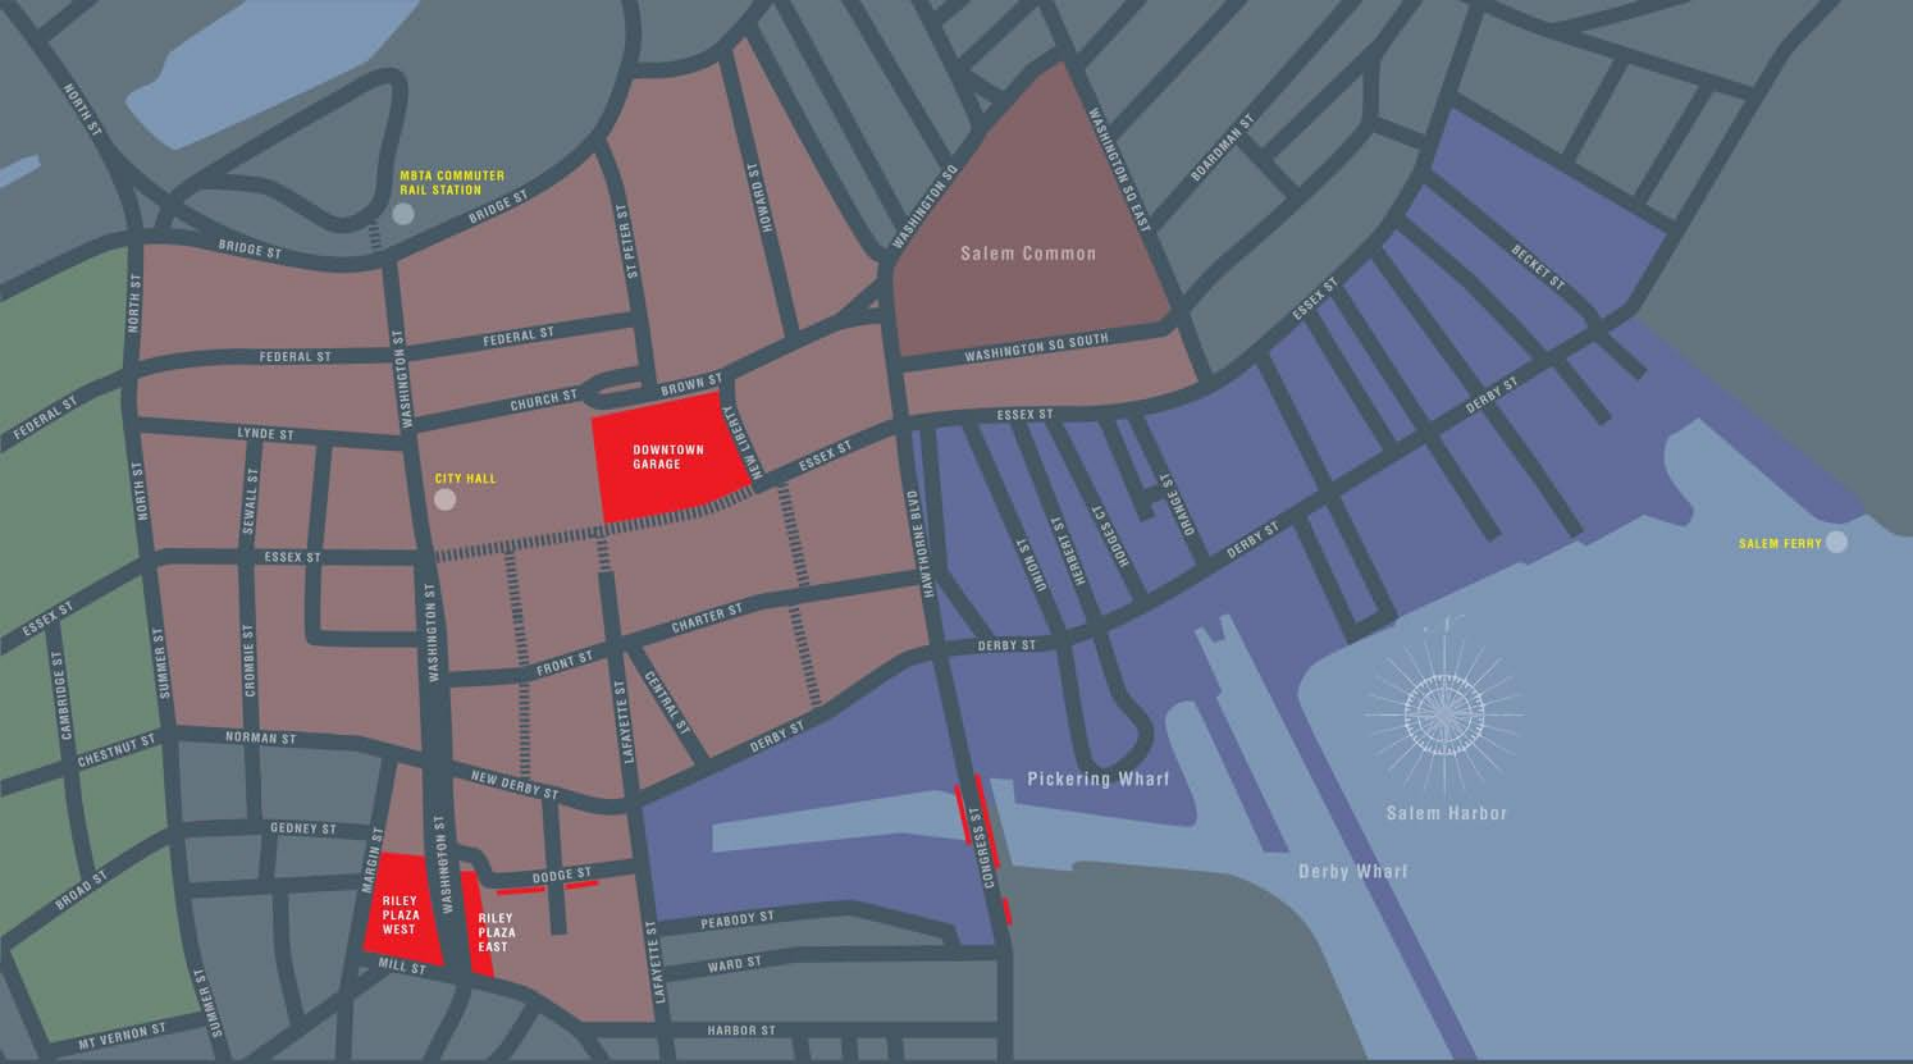 NORTH ST
MBTA COMMUTER
RAIL STATION
BRIDGE ST
BRIDGE ST
ST PETER ST
HOWARD ST
WASHINGTON SQ
WASHINGTON SQ EAST
BOARDMAN ST
Salem Common
BECKET ST
ESSEX ST
NORTH ST
FEDERAL ST
FEDERAL ST
WASHINGTON ST
WASHINGTON SQ SOUTH
FEDERAL ST
CHURCH ST
BROWN ST
DERBY ST
LYNDE ST
NEW LIBERTY
ESSEX ST
DOWNTOWN
GARAGE
ESSEX ST
CITY HALL
NORTH ST
SEWALL ST
HAWTHORNE BLVD
UNION ST
HERBERT ST
HODGES CT
ORANGE ST
DERBY ST
SALEM FERRY
ESSEX ST
ESSEX ST
CAMBRIDGE ST
SUMMER ST
CROMBIE ST
WASHINGTON ST
FRONT ST
CHARTER ST
DERBY ST
LAFAYETTE ST
CENTRAL ST
DERBY ST
CHESTNUT ST
NORMAN ST
NEW DERBY ST
Pickering Wharf
Salem Harbor
N
GEDNEY ST
MARGIN ST
WASHINGTON ST
DODGE ST
CONGRESS ST
Derby Wharf
BROAD ST
RILEY
PLAZA
WEST
RILEY
PLAZA
EAST
PEABODY ST
MILL ST
WARD ST
LAFAYETTE ST
SUMMER ST
MT VERNON ST
HARBOR ST